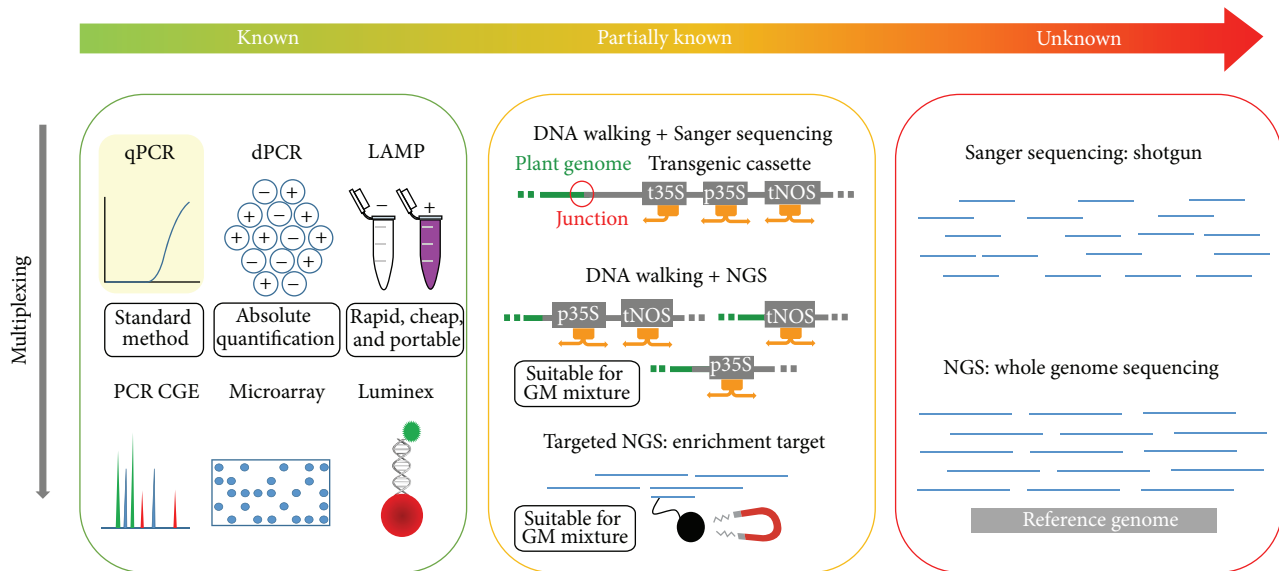 Known
Partially known
Unknown
Multiplexing
qPCR
dPCR
LAMP
− −
− + −
+ + − +
− + −
+ −
− +
Standard
method
Absolute
quantification
Rapid, cheap,
and portable
PCR CGE
Microarray
Luminex
DNA walking + Sanger sequencing
Plant genome
Transgenic cassette
t35S
p35S
tNOS
Junction
DNA walking + NGS
p35S
tNOS
tNOS
p35S
Suitable for
GM mixture
Targeted NGS: enrichment target
Suitable for
GM mixture
Sanger sequencing: shotgun
NGS: whole genome sequencing
Reference genome